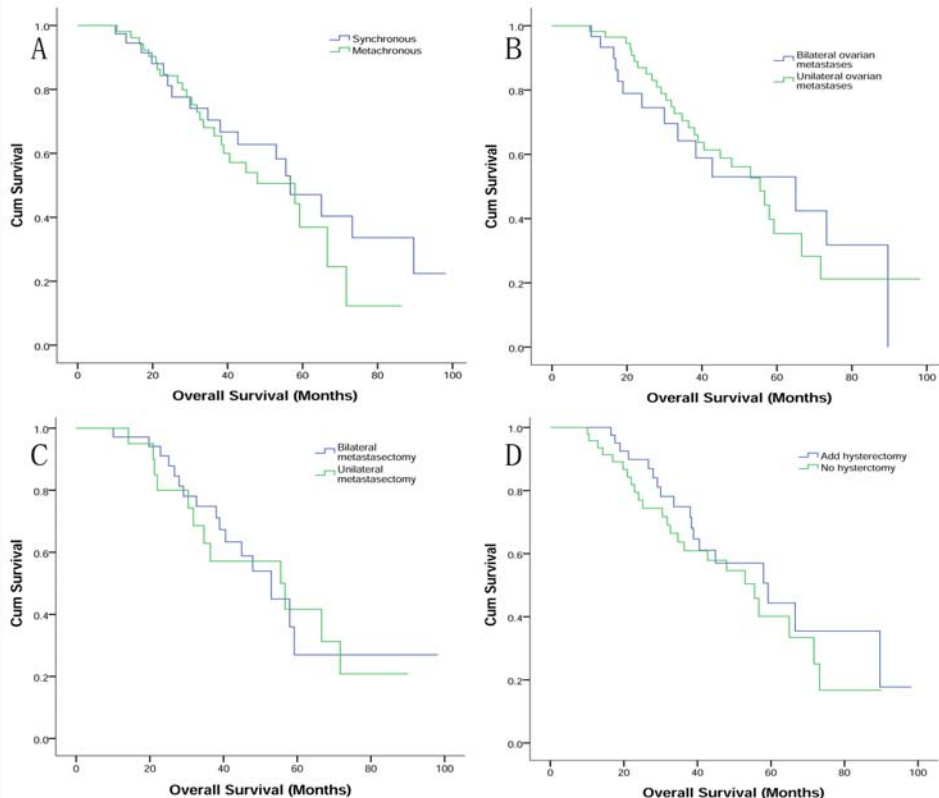 A
Synchronous
Metachronous
1.0
0.8
0.6
0.4
0.2
0.0
Cum Survival
0 20 40 60 80 100
Overall Survival (Months)
B
Bilateral ovarian
metastases
Unilateral ovarian
metastases
1.0
0.8
0.6
0.4
0.2
0.0
Cum Survival
0 20 40 60 80 100
Overall Survival (Months)
C
Bilateral
metastasectomy
Unilateral
metastasectomy
1.0
0.8
0.6
0.4
0.2
0.0
Cum Survival
0 20 40 60 80 100
Overall Survival (Months)
D
Add hysterectomy
No hysterctomy
1.0
0.8
0.6
0.4
0.2
0.0
Cum Survival
0 20 40 60 80 100
Overall Survival (Months)